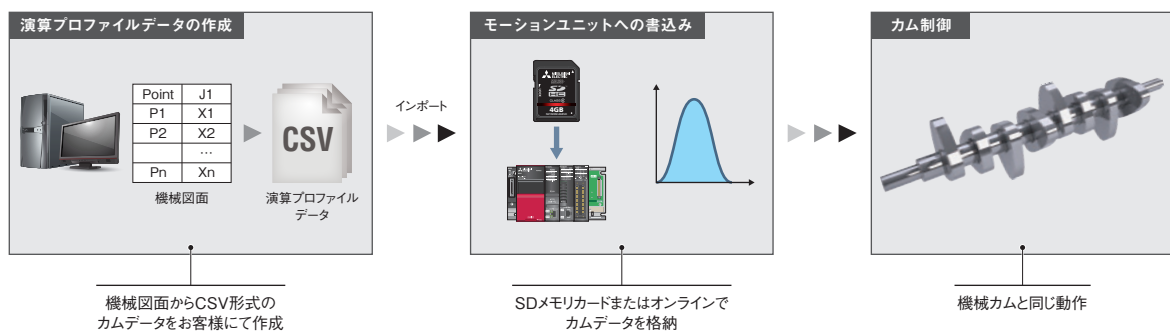 演算プロファイルデータの作成
Point J1
P1 X1
P2 X2
…
Pn Xn
機械図面
CSV
演算プロファイル
データ
機械図面からCSV形式の
カムデータをお客様にて作成
インポート
モーションユニットへの書込み
MITSUBISHI
ELECTRIC
SD
HC
4GB
SDメモリカードまたはオンラインで
カムデータを格納
カム制御
機械カムと同じ動作